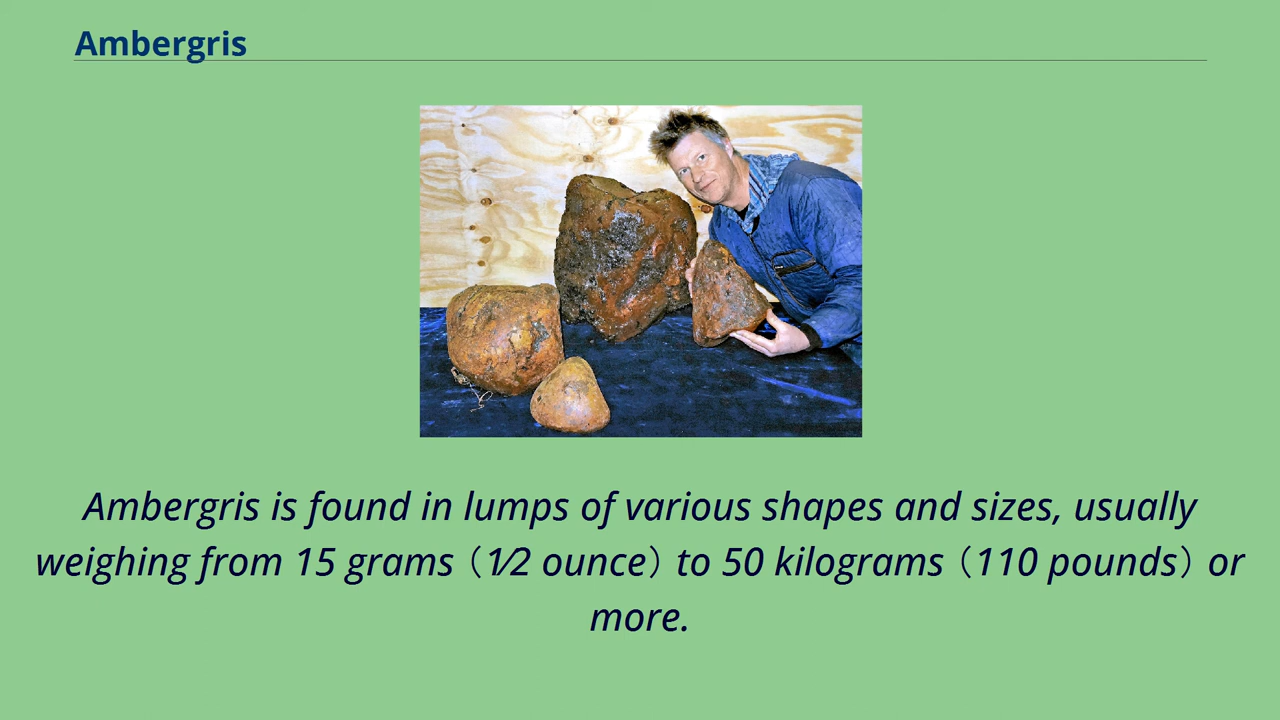 Ambergris
Ambergris is found in lumps of various shapes and sizes, usually
weighing from 15 grams（1⁄2 ounce）to 50 kilograms（110 pounds）or
more.